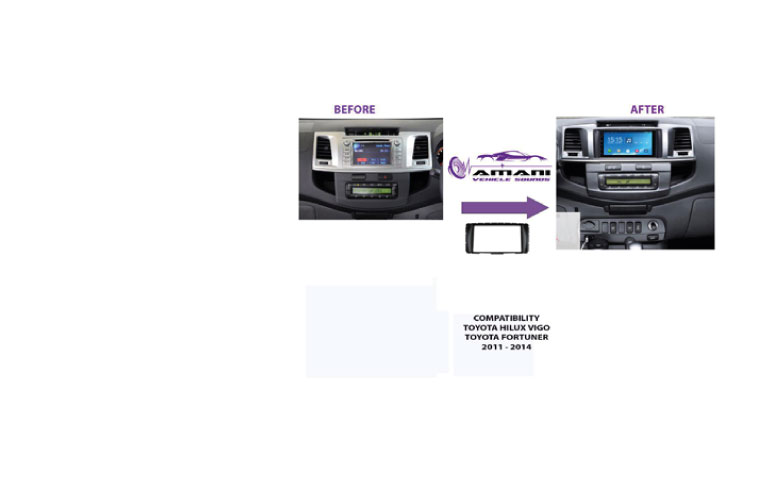 BEFORE
AFTER
AMANI
VEHICLE SOUNDS
COMPATIBILITY
TOYOTA HILUX VIGO
TOYOTA FORTUNER
2011 - 2014